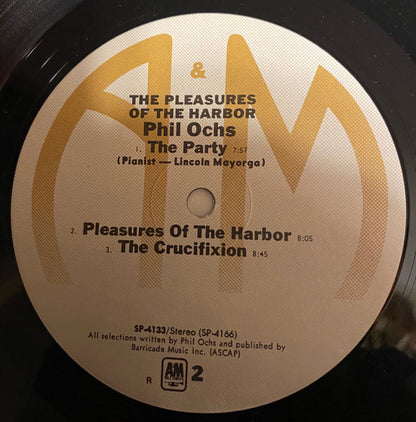 &
A M
THE PLEASURES
OF THE HARBOR
Phil Ochs
1. The Party 7:57
(Pianist — Lincoln Mayorga)
2. Pleasures Of The Harbor 8:05
3. The Crucifixion 8:45
SP-4133/Stereo (SP-4166)
All selections written by Phil Ochs and published by
Barricade Music Inc. (ASCAP)
R A&M RECORDS 2